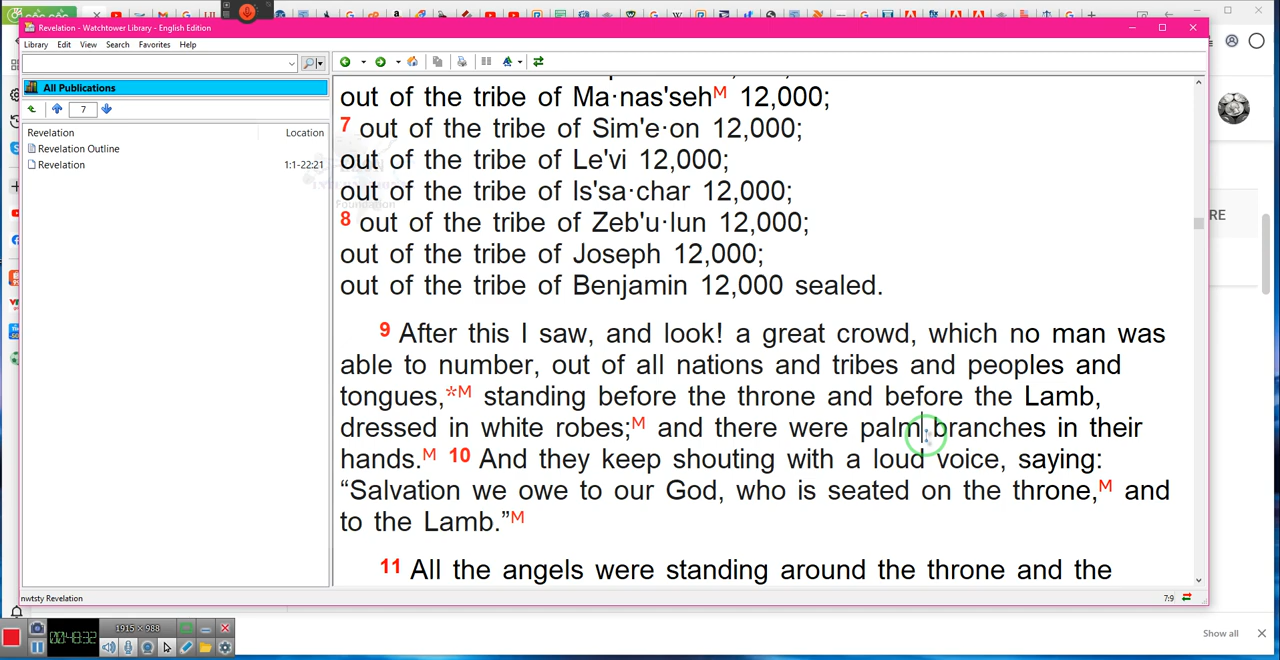 Revelation - Watchtower Library - English Edition
Library Edit View Search Favorites Help
All Publications
7
Revelation Location
Revelation Outline
Revelation 1:1-22:21
out of the tribe of Ma·nas'sehM 12,000;
7 out of the tribe of Sim'e·on 12,000;
out of the tribe of Le'vi 12,000;
out of the tribe of Is'sa·char 12,000;
8 out of the tribe of Zeb'u·lun 12,000;
out of the tribe of Joseph 12,000;
out of the tribe of Benjamin 12,000 sealed.
9 After this I saw, and look! a great crowd, which no man was
able to number, out of all nations and tribes and peoples and
tongues,*M standing before the throne and before the Lamb,
dressed in white robes;M and there were palm branches in their
hands.M 10 And they keep shouting with a loud voice, saying:
“Salvation we owe to our God, who is seated on the throne,M and
to the Lamb.”M
11 All the angels were standing around the throne and the
nwtsty Revelation
7:9
RE
Foundation
1915 × 988
00:48:32
Show all